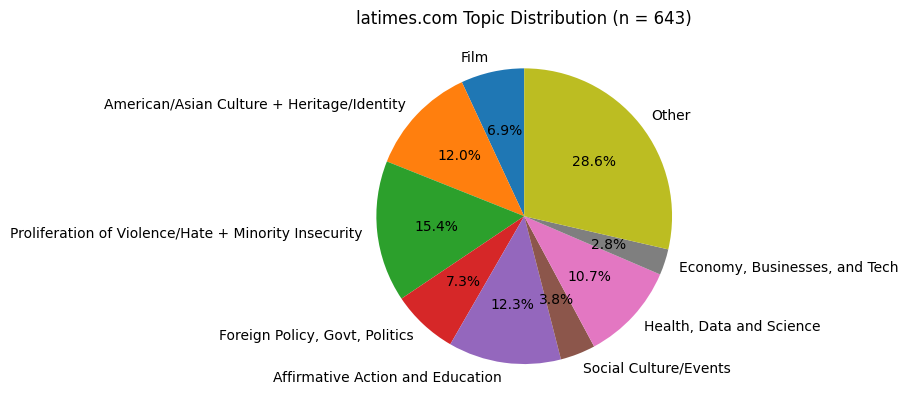 latimes.com Topic Distribution (n = 643)
Film
6.9%
American/Asian Culture + Heritage/Identity
12.0%
Proliferation of Violence/Hate + Minority Insecurity
15.4%
Foreign Policy, Govt, Politics
7.3%
Affirmative Action and Education
12.3%
Social Culture/Events
3.8%
Health, Data and Science
10.7%
Economy, Businesses, and Tech
2.8%
Other
28.6%